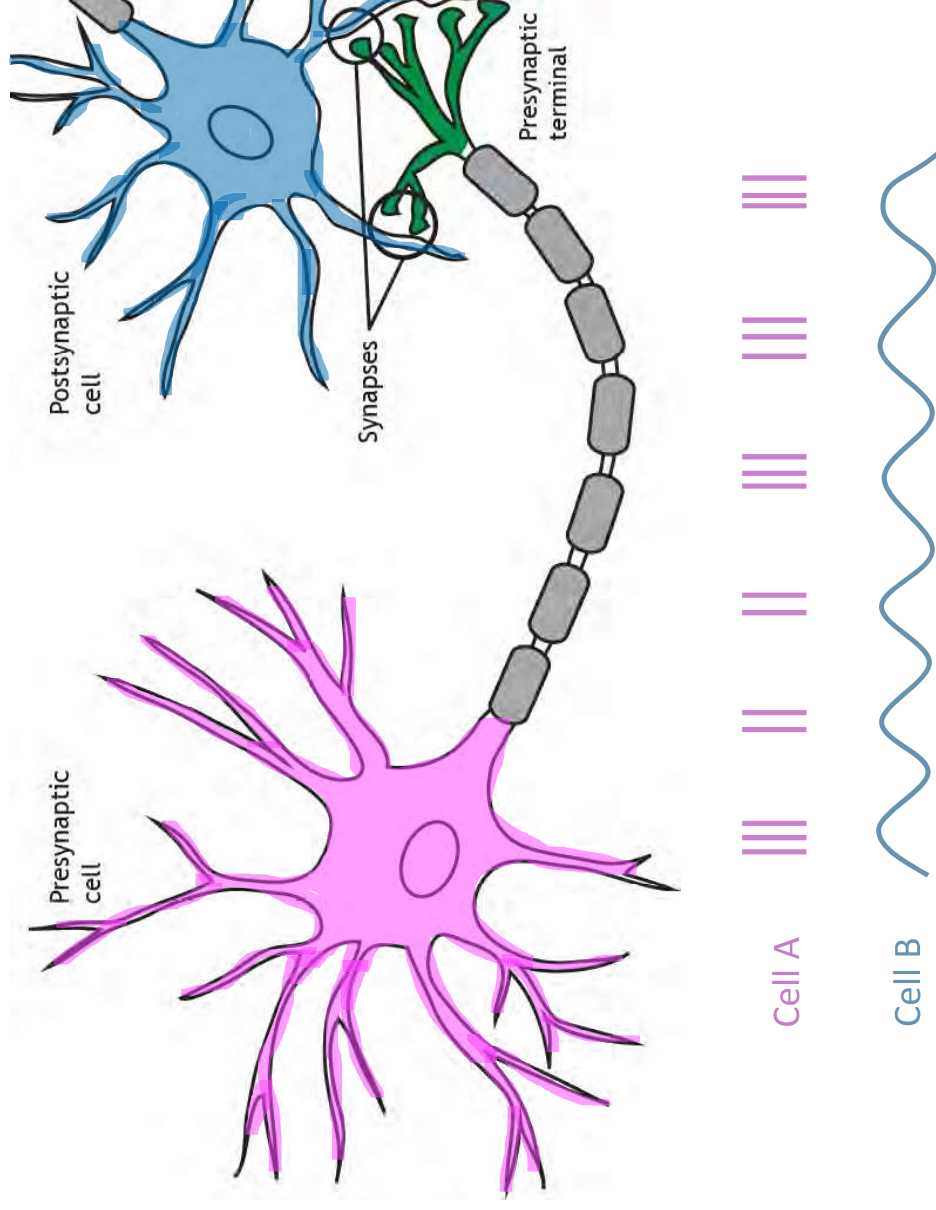 Presynaptic
cell
Postsynaptic
cell
Synapses
Presynaptic
terminal
Cell A
Cell B